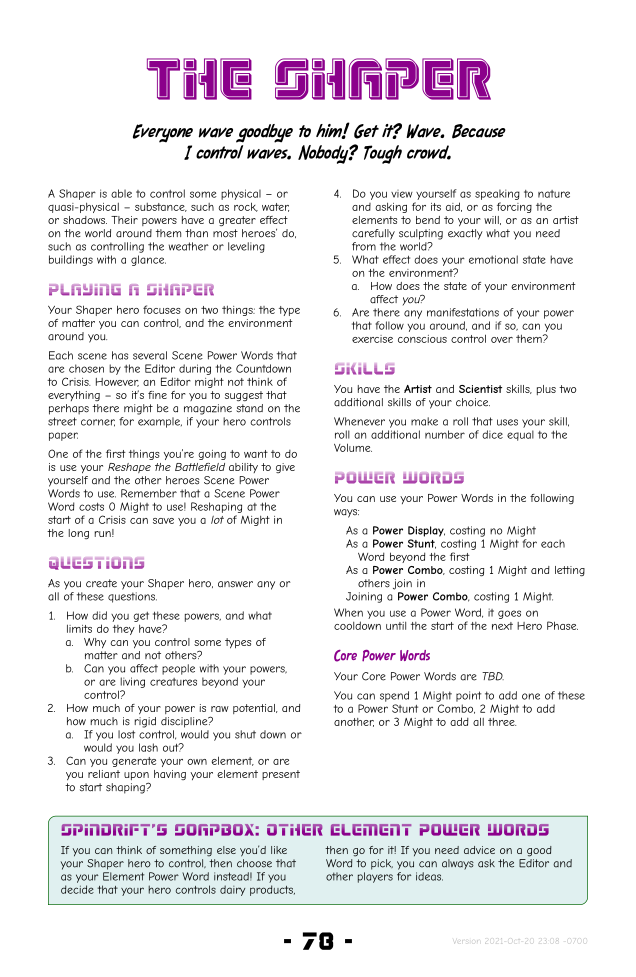 THE SHAPER
Everyone wave goodbye to him! Get it? Wave. Because
I control waves. Nobody? Tough crowd.
A Shaper is able to control some physical – or
quasi-physical – substance, such as rock, water,
or shadows. Their powers have a greater effect
on the world around them than most heroes' do,
such as controlling the weather or leveling
buildings with a glance.
PLAYING A SHAPER
Your Shaper hero focuses on two things: the type
of matter you can control, and the environment
around you.
Each scene has several Scene Power Words that
are chosen by the Editor during the Countdown
to Crisis. However, an Editor might not think of
everything – so it's fine for you to suggest that
perhaps there might be a magazine stand on the
street corner, for example, if your hero controls
paper.
One of the first things you're going to want to do
is use your Reshape the Battlefield ability to give
yourself and the other heroes Scene Power
Words to use. Remember that a Scene Power
Word costs 0 Might to use! Reshaping at the
start of a Crisis can save you a lot of Might in
the long run!
QUESTIONS
As you create your Shaper hero, answer any or
all of these questions.
1. How did you get these powers, and what
limits do they have?
a. Why can you control some types of
matter and not others?
b. Can you affect people with your powers,
or are living creatures beyond your
control?
2. How much of your power is raw potential, and
how much is rigid discipline?
a. If you lost control, would you shut down or
would you lash out?
3. Can you generate your own element, or are
you reliant upon having your element present
to start shaping?
4. Do you view yourself as speaking to nature
and asking for its aid, or as forcing the
elements to bend to your will, or as an artist
carefully sculpting exactly what you need
from the world?
5. What effect does your emotional state have
on the environment?
a. How does the state of your environment
affect you?
6. Are there any manifestations of your power
that follow you around, and if so, can you
exercise conscious control over them?
SKILLS
You have the Artist and Scientist skills, plus two
additional skills of your choice.
Whenever you make a roll that uses your skill,
roll an additional number of dice equal to the
Volume.
POWER WORDS
You can use your Power Words in the following
ways:
As a Power Display, costing no Might
As a Power Stunt, costing 1 Might for each
Word beyond the first
As a Power Combo, costing 1 Might and letting
others join in
Joining a Power Combo, costing 1 Might.
When you use a Power Word, it goes on
cooldown until the start of the next Hero Phase.
Core Power Words
Your Core Power Words are TBD.
You can spend 1 Might point to add one of these
to a Power Stunt or Combo, 2 Might to add
another, or 3 Might to add all three.
SPINDRIFT'S SOAPBOX: OTHER ELEMENT POWER WORDS
If you can think of something else you'd like
your Shaper hero to control, then choose that
as your Element Power Word instead! If you
decide that your hero controls dairy products,
then go for it! If you need advice on a good
Word to pick, you can always ask the Editor and
other players for ideas.
- 78 -
Version 2021-Oct-20 23:08 -0700